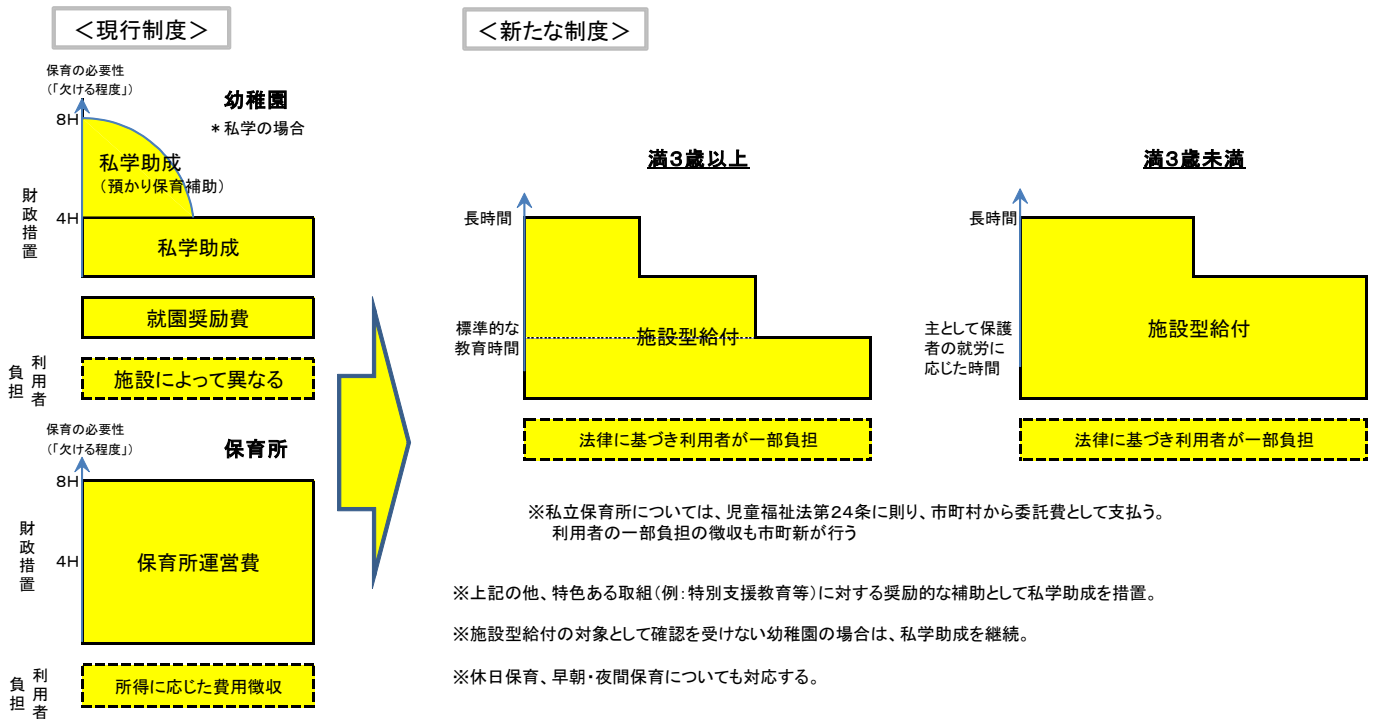 ＜現行制度＞
保育の必要性
（「欠ける程度」）
幼稚園
＊私学の場合
8H
私学助成
（預かり保育補助）
財政措置
4H
私学助成
就園奨励費
利用者負担
施設によって異なる
保育の必要性
（「欠ける程度」）
保育所
8H
財政措置
4H
保育所運営費
利用者負担
所得に応じた費用徴収
＜新たな制度＞
満３歳以上
長時間
標準的な
教育時間
施設型給付
法律に基づき利用者が一部負担
満３歳未満
長時間
主として保護
者の就労に
応じた時間
施設型給付
法律に基づき利用者が一部負担
※私立保育所については、児童福祉法第２４条に則り、市町村から委託費として支払う。
利用者の一部負担の徴収も市町新が行う
※上記の他、特色ある取組（例：特別支援教育等）に対する奨励的な補助として私学助成を措置。
※施設型給付の対象として確認を受けない幼稚園の場合は、私学助成を継続。
※休日保育、早朝・夜間保育についても対応する。